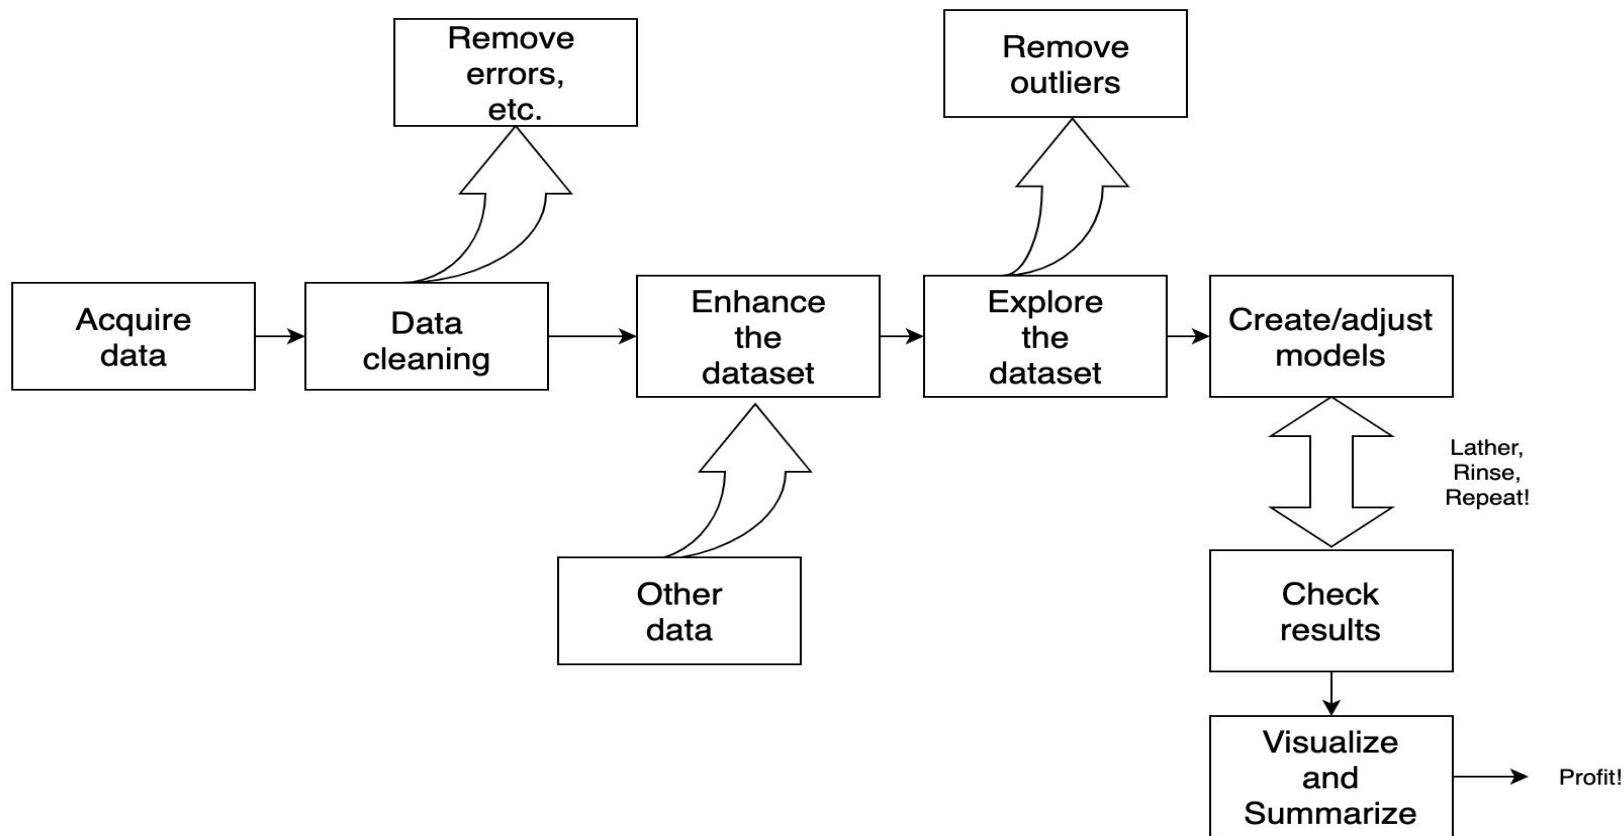 Remove
errors,
etc.
Remove
outliers
Acquire
data
Data
cleaning
Enhance
the
dataset
Explore
the
dataset
Create/adjust
models
Lather,
Rinse,
Repeat!
Other
data
Check
results
Visualize
and
Summarize
Profit!